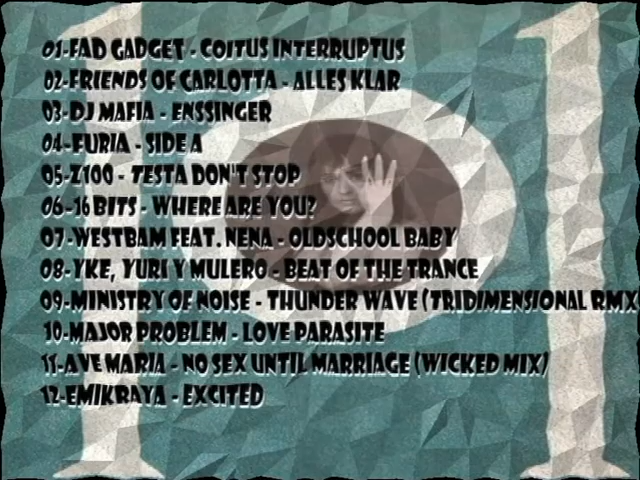 01-FAD GADGET - COITUS INTERRUPTUS
02-FRIENDS OF CARLOTTA - ALLES KLAR
03-DJ MAFIA - ENSSINGER
04-FURIA - SIDE A
05-Z100 - TESTA DON'T STOP
06-16 BITS - WHERE ARE YOU?
07-WESTBAM FEAT. NENA - OLDSCHOOL BABY
08-YKE, YURI Y MULERO - BEAT OF THE TRANCE
09-MINISTRY OF NOISE - THUNDER WAVE (TRIDIMENSIONAL RMX
10-MAJOR PROBLEM - LOVE PARASITE
11-AVE MARIA - NO SEX UNTIL MARRIAGE (WICKED MIX)
12-EMIKRAYA - EXCITED
101